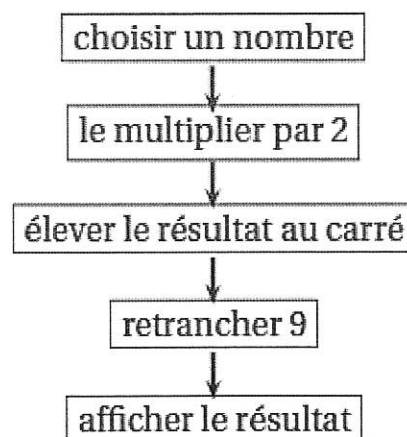 choisir un nombre
le multiplier par 2
élever le résultat au carré
retrancher 9
afficher le résultat